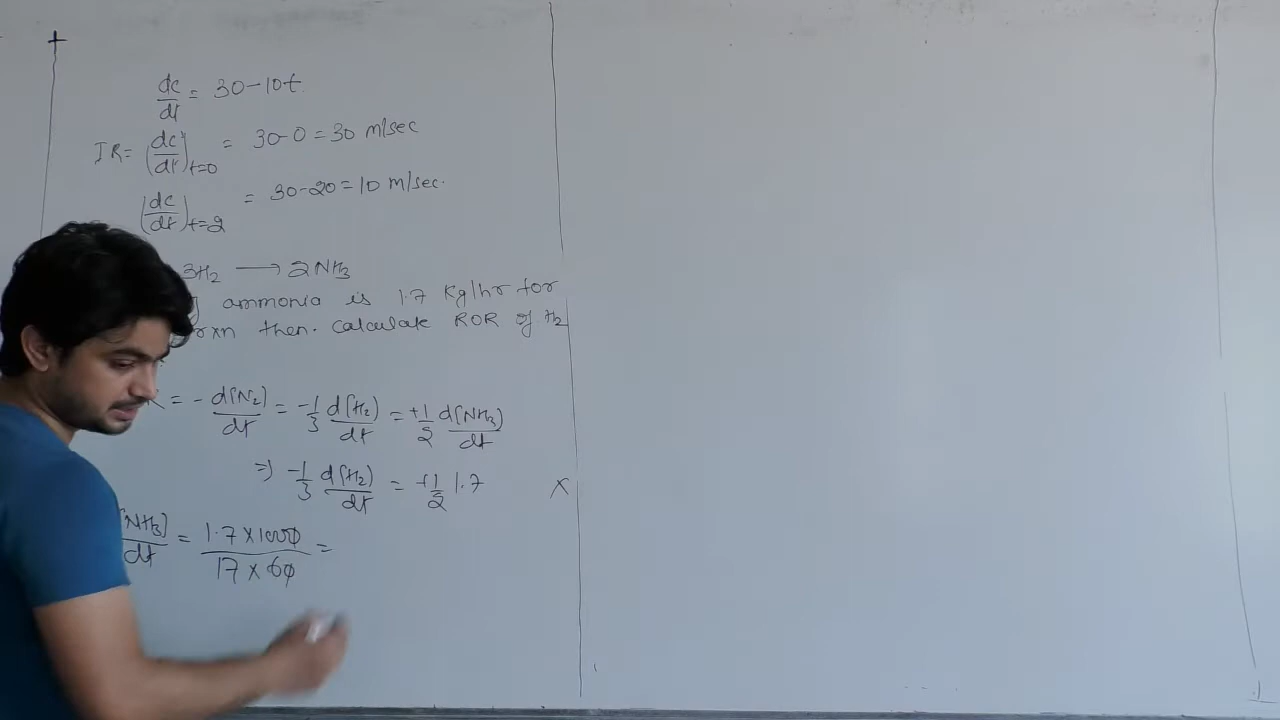 dc/dt = 30-10t
IR = (dc/dt)t=0 = 30-0 = 30 m/sec
(dc/dt)t=2 = 30-20 = 10 m/sec.
3H2 → 2NH3
ammonia is 1.7 Kg/hr for
rxn then. calculate ROR of H2
= - d[N2]/dt = -1/3 d[H2]/dt = +1/2 d[NH3]/dt
⇒ -1/3 d[H2]/dt = +1/2 1.7 X
[NH3]/dt = 1.7 × 1000/17 × 60 =